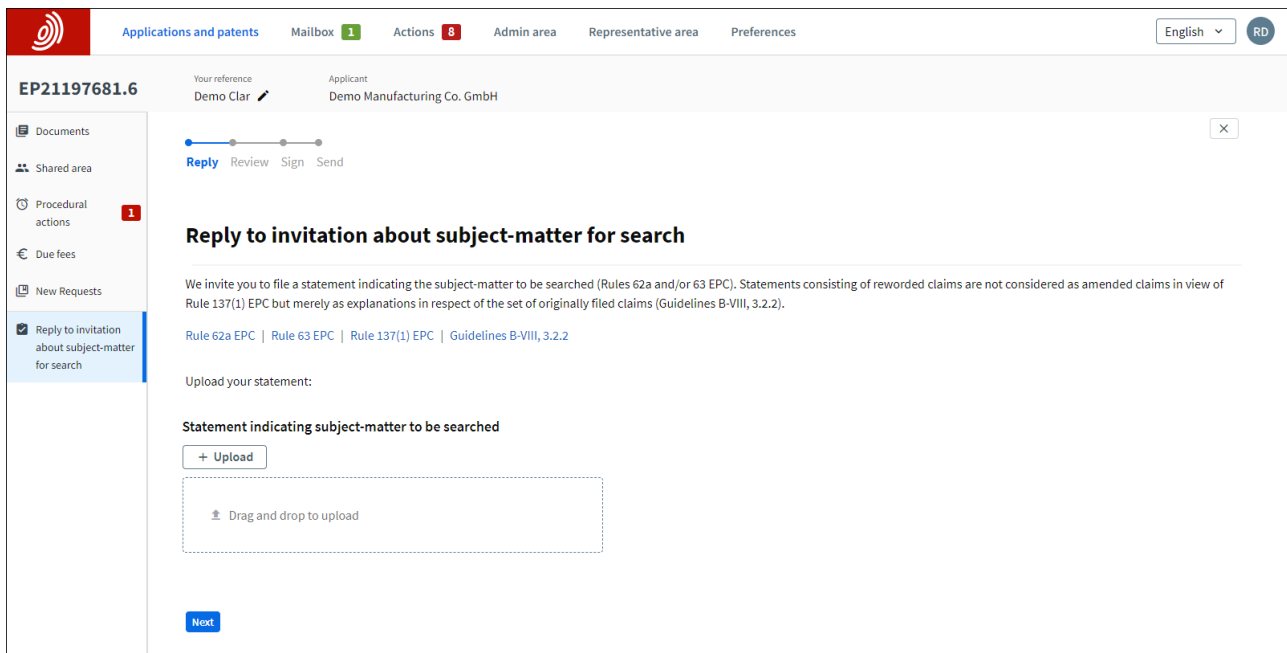 Applications and patents Mailbox 1 Actions 8 Admin area Representative area Preferences English RD
EP21197681.6
Your reference Applicant
Demo Clar Demo Manufacturing Co. GmbH
Documents
Shared area
Procedural
actions 1
Due fees
New Requests
Reply to invitation
about subject-matter
for search
Reply Review Sign Send
Reply to invitation about subject-matter for search
We invite you to file a statement indicating the subject-matter to be searched (Rules 62a and/or 63 EPC). Statements consisting of reworded claims are not considered as amended claims in view of
Rule 137(1) EPC but merely as explanations in respect of the set of originally filed claims (Guidelines B-VIII, 3.2.2).
Rule 62a EPC | Rule 63 EPC | Rule 137(1) EPC | Guidelines B-VIII, 3.2.2
Upload your statement:
Statement indicating subject-matter to be searched
+ Upload
Drag and drop to upload
Next